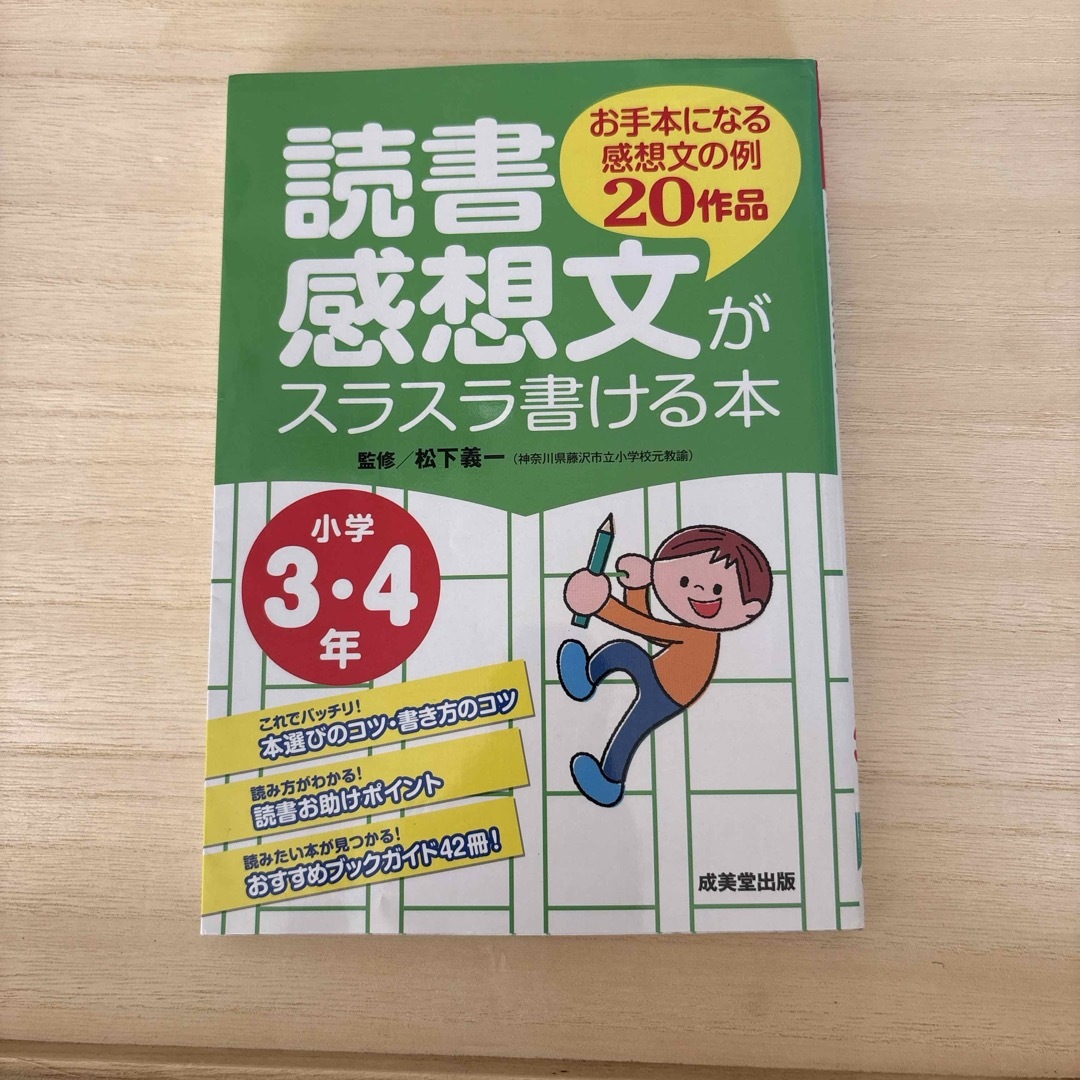 お手本になる
感想文の例
20作品
読書
感想文が
スラスラ書ける本
監修／松下義一（神奈川県藤沢市立小学校元教諭）
小学
3・4
年
これでバッチリ！
本選びのコツ・書き方のコツ
読み方がわかる！
読書お助けポイント
読みたい本が見つかる！
おすすめブックガイド42冊！
成美堂出版